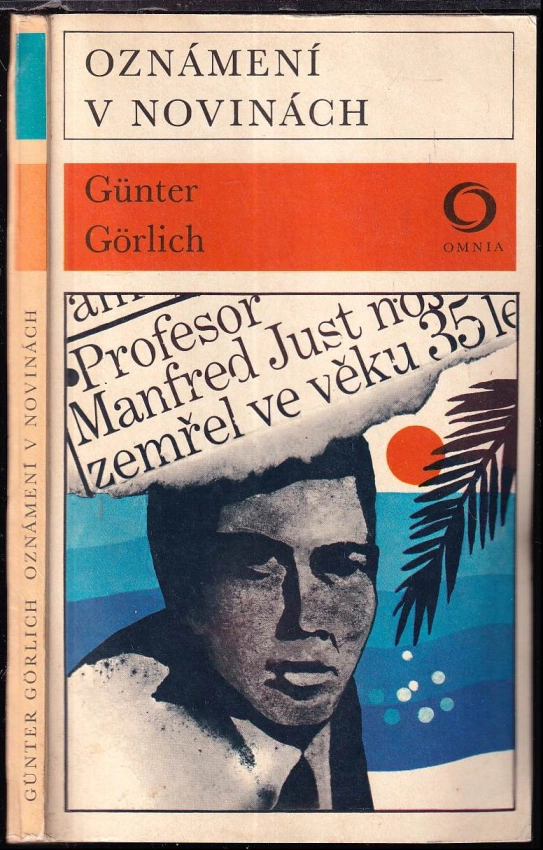 OZNÁMENÍ
V NOVINÁCH
Günter
Görlich
OMNIA
Profesor
Manfred Just
zemřel ve věku 35
GÜNTER GÖRLICH OZNÁMENÍ V NOVINÁCH